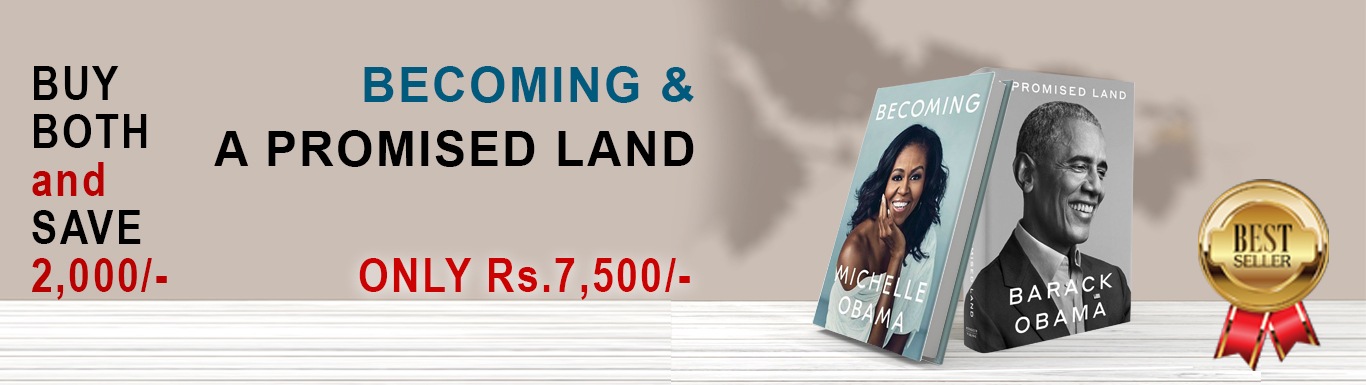 BUY
BOTH
and
SAVE
2,000/-
BECOMING &
A PROMISED LAND
ONLY Rs.7,500/-
BECOMING
MICHELLE
OBAMA
PROMISED LAND
BARACK
OBAMA
BEST
SELLER